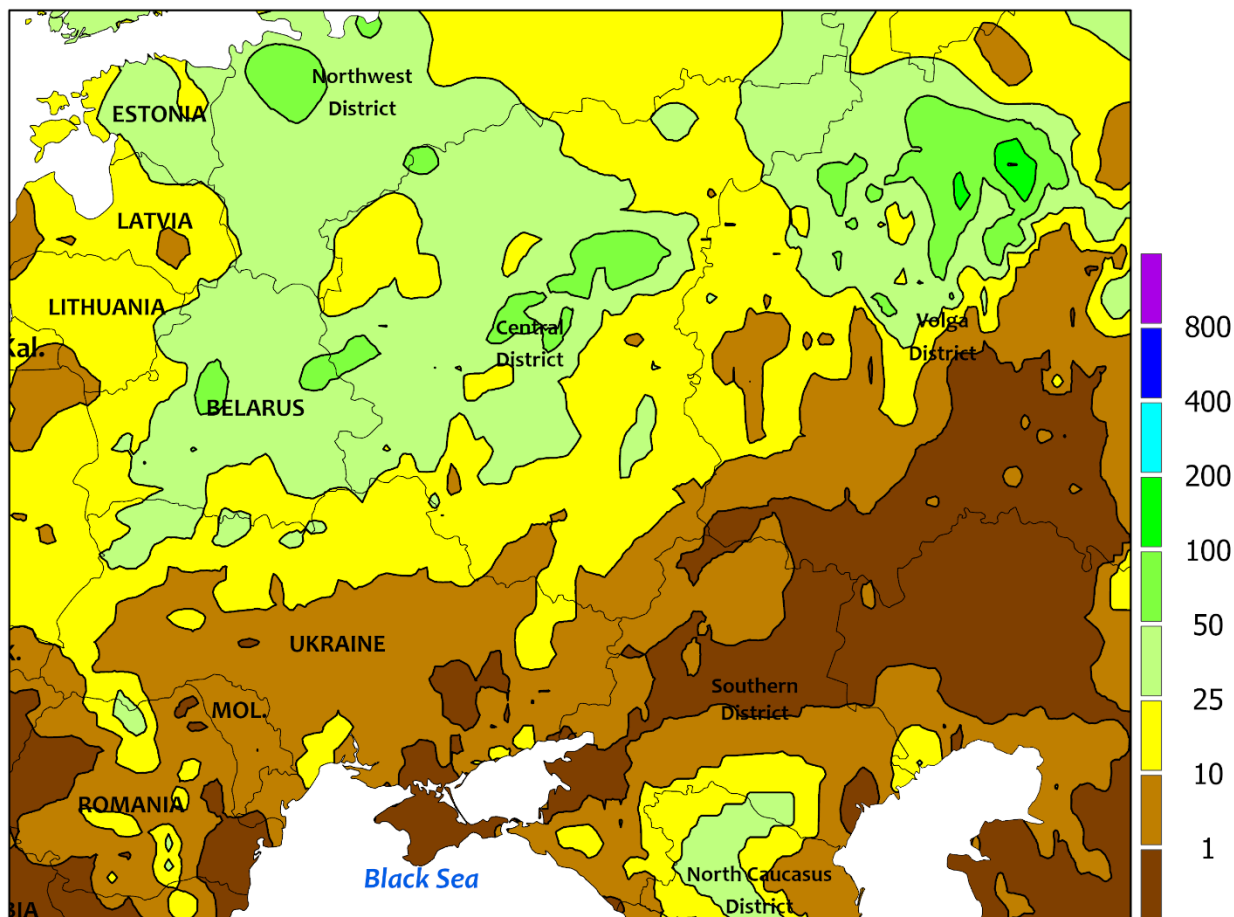 Northwest
District
ESTONIA
LATVIA
LITHUANIA
Kal.
Central
District
Volga
District
BELARUS
UKRAINE
K.
Southern
District
MOL.
ROMANIA
Black Sea
North Caucasus
District
BIA
800
400
200
100
50
25
10
1